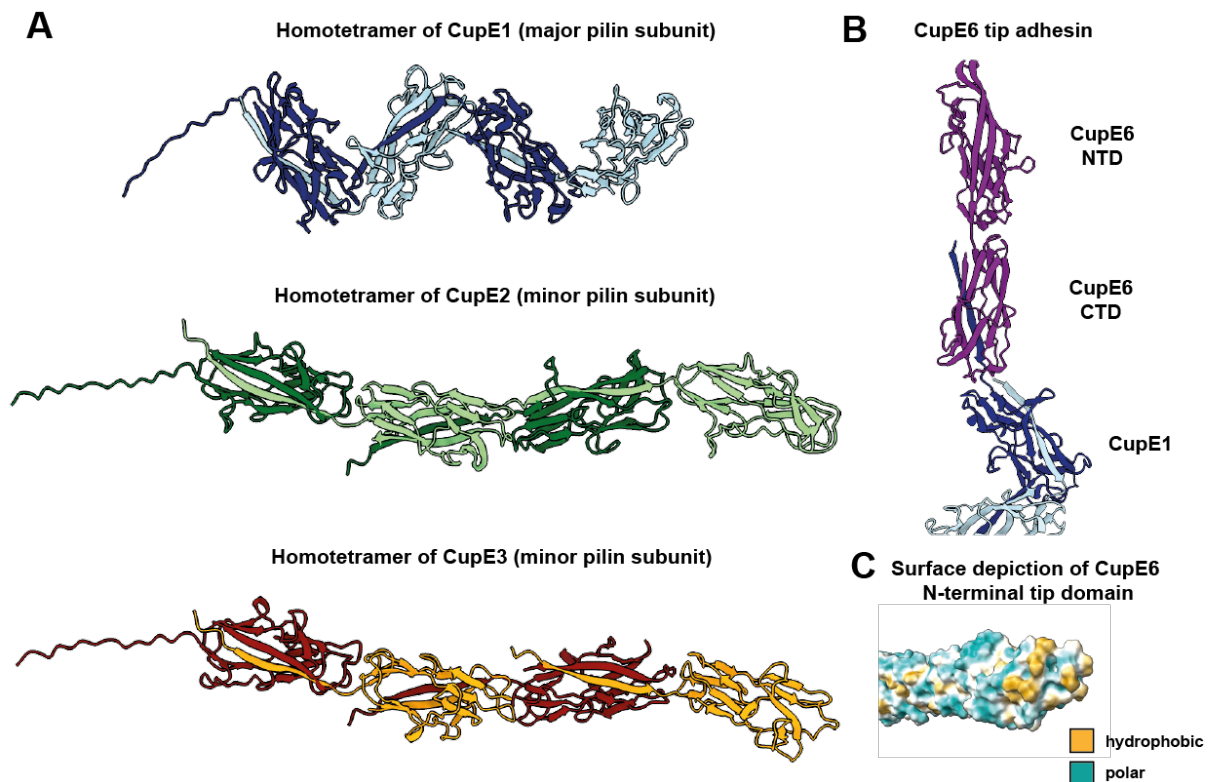 A
Homotetramer of CupE1 (major pilin subunit)
Homotetramer of CupE2 (minor pilin subunit)
Homotetramer of CupE3 (minor pilin subunit)
B
CupE6 tip adhesin
CupE6
NTD
CupE6
CTD
CupE1
C
Surface depiction of CupE6
N-terminal tip domain
hydrophobic
polar